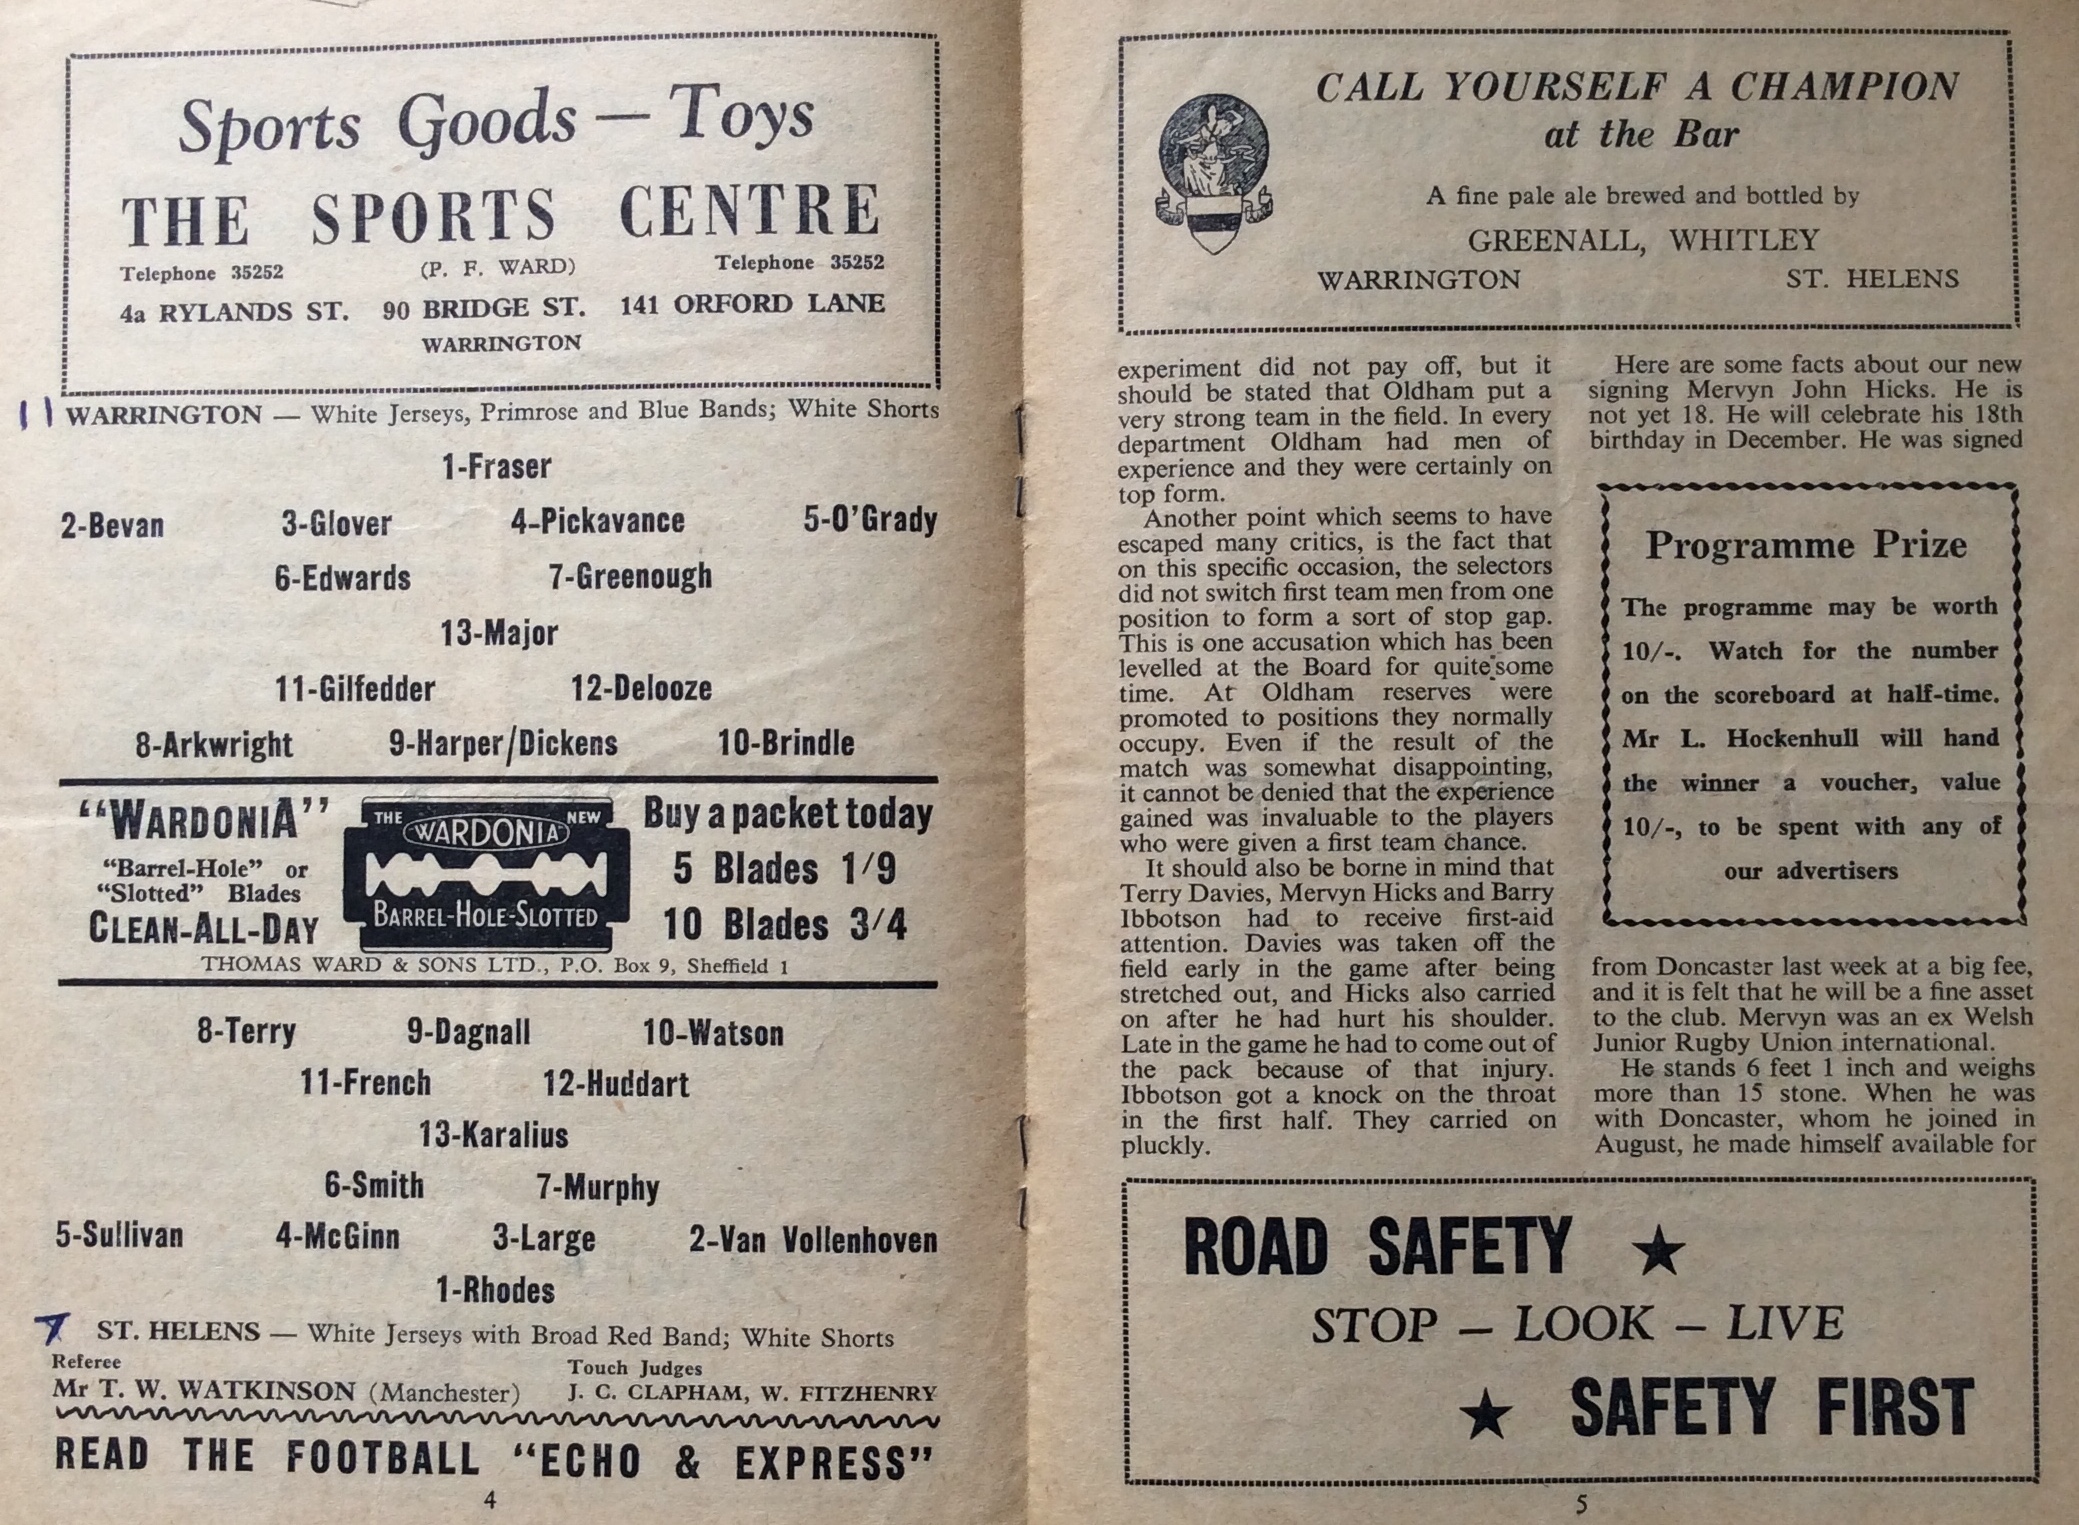 Sports Goods — Toys
THE SPORTS CENTRE
Telephone 35252 (P. F. WARD) Telephone 35252
4a RYLANDS ST. 90 BRIDGE ST. 141 ORFORD LANE
WARRINGTON
11 WARRINGTON — White Jerseys, Primrose and Blue Bands; White Shorts
1-Fraser
2-Bevan 3-Glover 4-Pickavance 5-O'Grady
6-Edwards 7-Greenough
13-Major
11-Gilfedder 12-Delooze
8-Arkwright 9-Harper/Dickens 10-Brindle
"WARDONIA"
"Barrel-Hole" or
"Slotted" Blades
CLEAN-ALL-DAY
THE WARDONIA NEW
BARREL-HOLE-SLOTTED
Buy a packet today
5 Blades 1/9
10 Blades 3/4
THOMAS WARD & SONS LTD., P.O. Box 9, Sheffield 1
8-Terry 9-Dagnall 10-Watson
11-French 12-Huddart
13-Karalius
6-Smith 7-Murphy
5-Sullivan 4-McGinn 3-Large 2-Van Vollenhoven
1-Rhodes
7 ST. HELENS — White Jerseys with Broad Red Band; White Shorts
Referee Touch Judges
Mr T. W. WATKINSON (Manchester) J. C. CLAPHAM, W. FITZHENRY
READ THE FOOTBALL "ECHO & EXPRESS"
4
CALL YOURSELF A CHAMPION
at the Bar
A fine pale ale brewed and bottled by
GREENALL, WHITLEY
WARRINGTON ST. HELENS
experiment did not pay off, but it
should be stated that Oldham put a
very strong team in the field. In every
department Oldham had men of
experience and they were certainly on
top form.
Another point which seems to have
escaped many critics, is the fact that
on this specific occasion, the selectors
did not switch first team men from one
position to form a sort of stop gap.
This is one accusation which has been
levelled at the Board for quite some
time. At Oldham reserves were
promoted to positions they normally
occupy. Even if the result of the
match was somewhat disappointing,
it cannot be denied that the experience
gained was invaluable to the players
who were given a first team chance.
It should also be borne in mind that
Terry Davies, Mervyn Hicks and Barry
Ibbotson had to receive first-aid
attention. Davies was taken off the
field early in the game after being
stretched out, and Hicks also carried
on after he had hurt his shoulder.
Late in the game he had to come out of
the pack because of that injury.
Ibbotson got a knock on the throat
in the first half. They carried on
pluckly.
Here are some facts about our new
signing Mervyn John Hicks. He is
not yet 18. He will celebrate his 18th
birthday in December. He was signed
Programme Prize
The programme may be worth
10/-. Watch for the number
on the scoreboard at half-time.
Mr L. Hockenhull will hand
the winner a voucher, value
10/-, to be spent with any of
our advertisers
from Doncaster last week at a big fee,
and it is felt that he will be a fine asset
to the club. Mervyn was an ex Welsh
Junior Rugby Union international.
He stands 6 feet 1 inch and weighs
more than 15 stone. When he was
with Doncaster, whom he joined in
August, he made himself available for
ROAD SAFETY ★
STOP – LOOK – LIVE
★ SAFETY FIRST
5